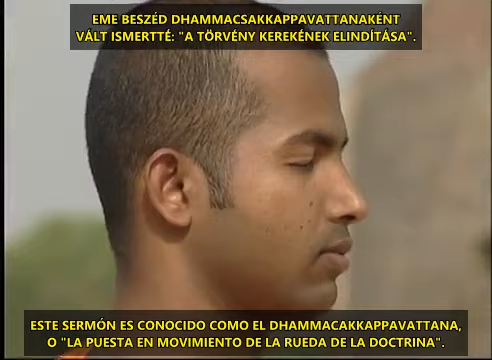 EME BESZÉD DHAMMACSAKKAPPAVATTANAKÉNT
VÁLT ISMERTTÉ: "A TÖRVÉNY KEREKÉNEK ELINDÍTÁSA".
ESTE SERMÓN ES CONOCIDO COMO EL DHAMMACAKKAPPAVATTANA,
O "LA PUESTA EN MOVIMIENTO DE LA RUEDA DE LA DOCTRINA".